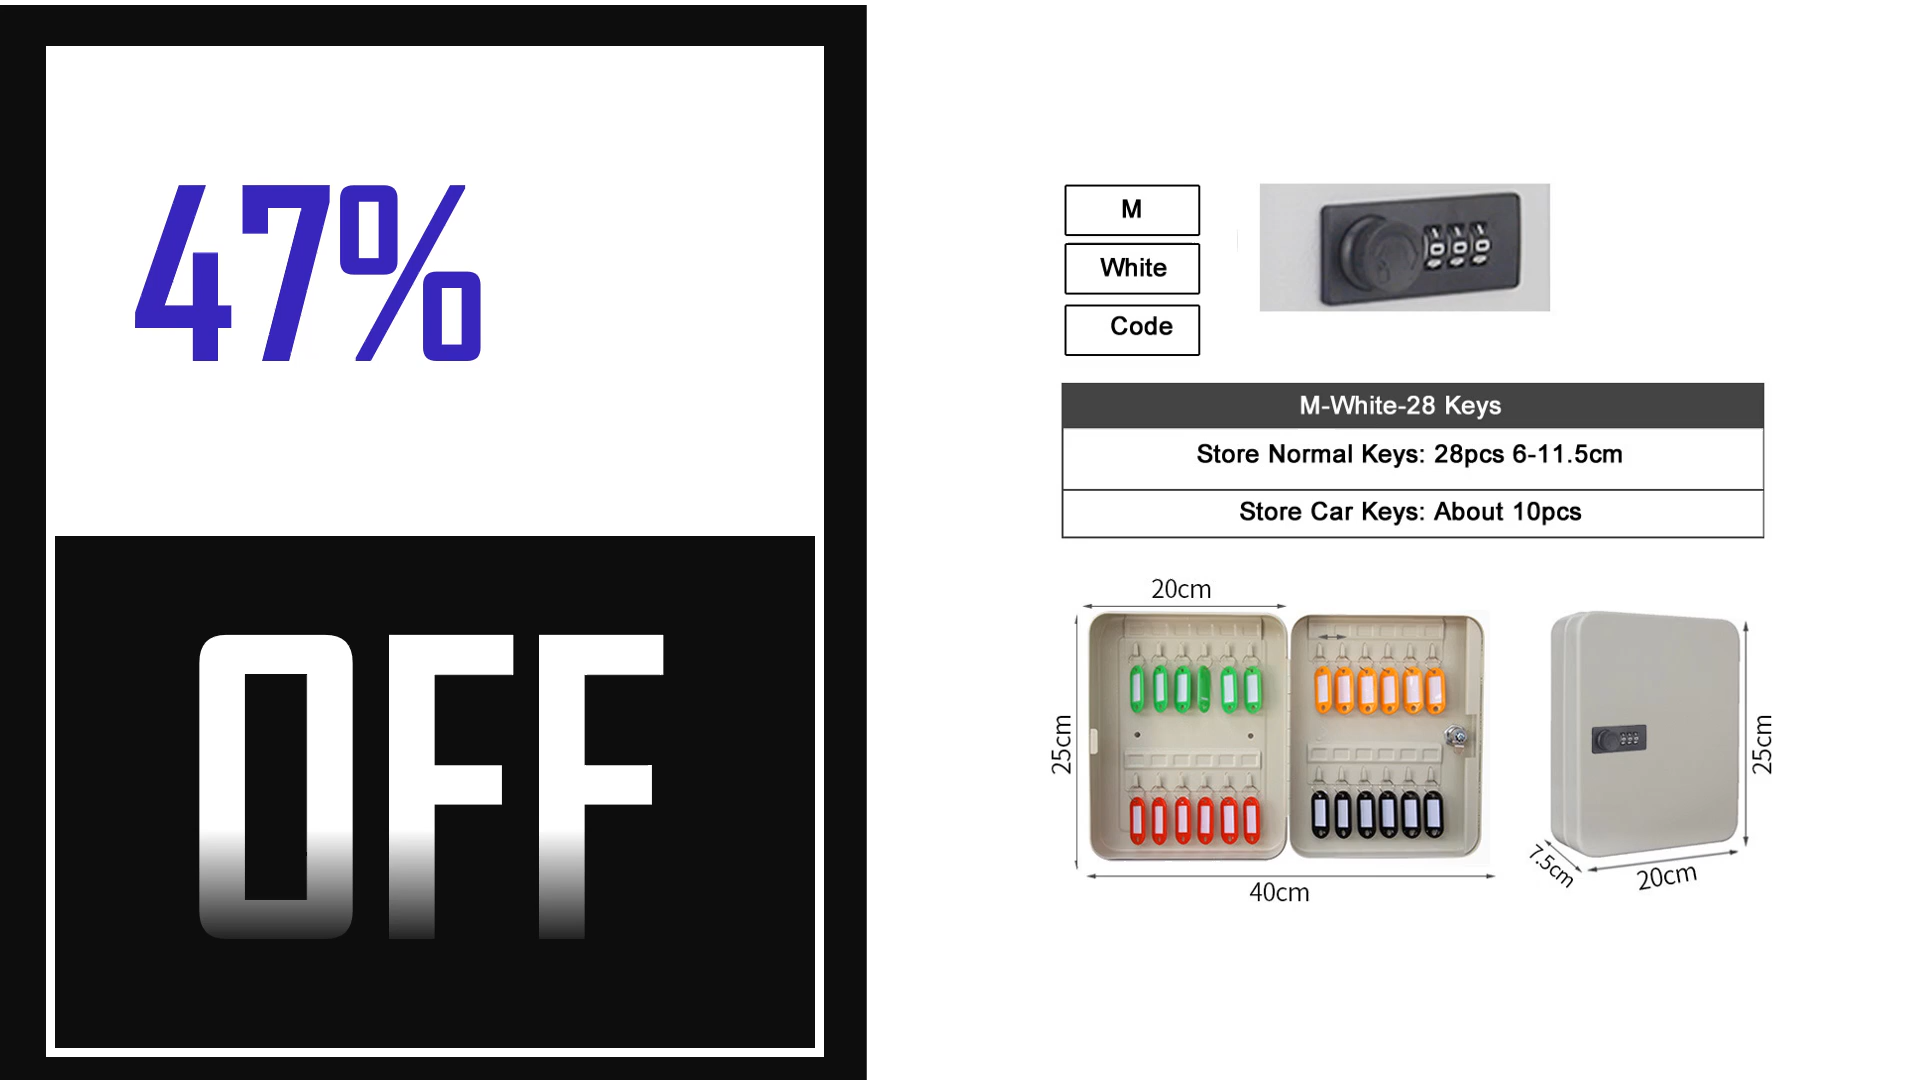 47%
OFF
M
White
Code
M-White-28 Keys
Store Normal Keys: 28pcs 6-11.5cm
Store Car Keys: About 10pcs
20cm
25cm
40cm
25cm
7.5cm
20cm